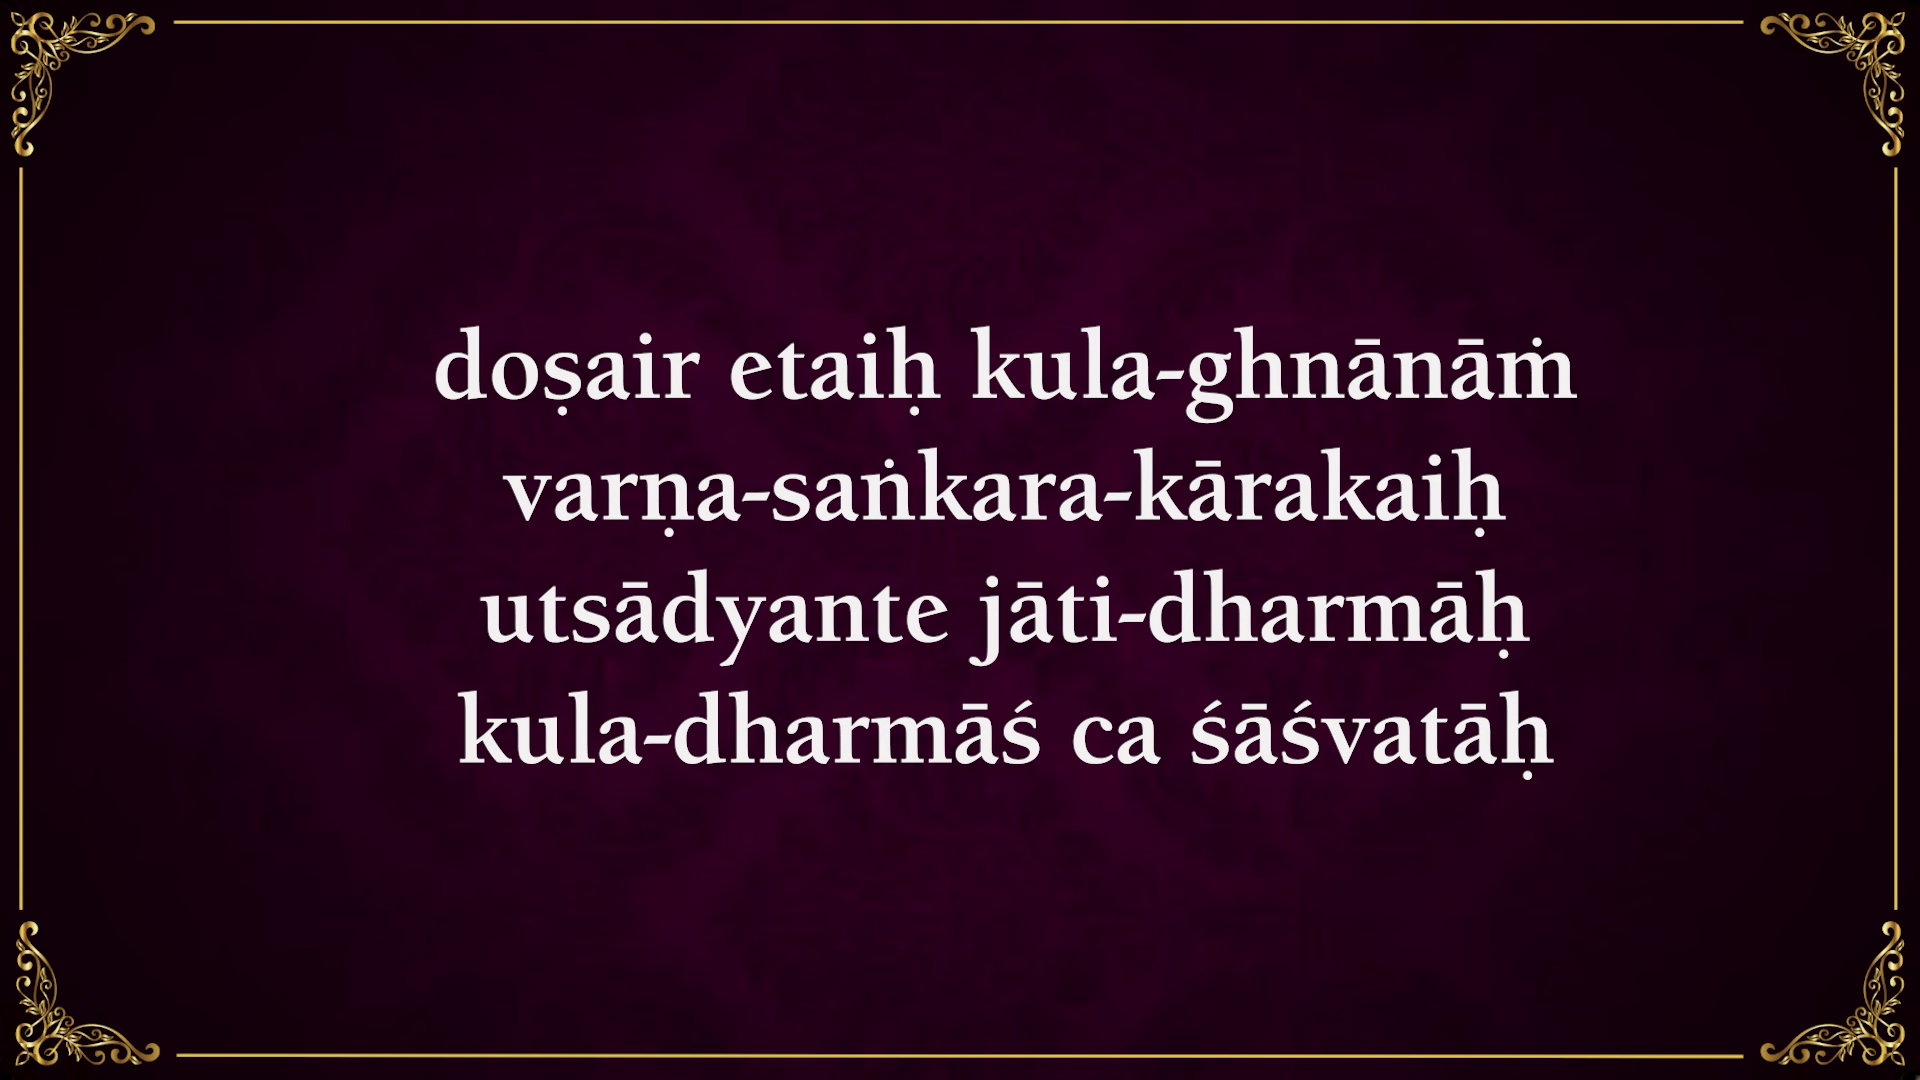 doṣair etaiḥ kula-ghnānāṁ
varṇa-saṅkara-kārakaiḥ
utsādyante jāti-dharmāḥ
kula-dharmāś ca śāśvatāḥ